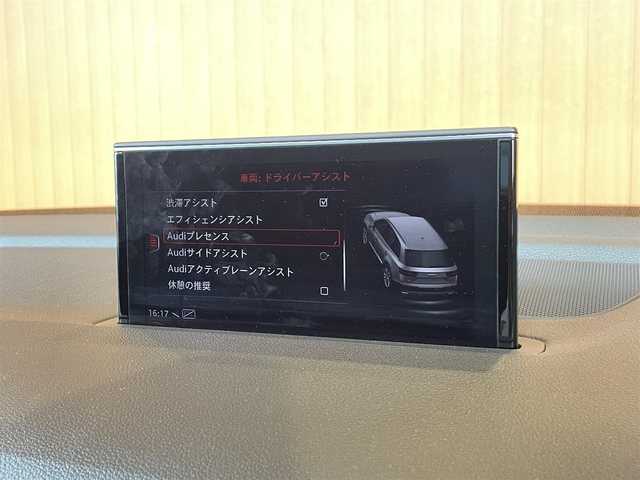 車両: ドライバーアシスト
渋滞アシスト
エフィシェンシアシスト
Audiプレセンス
Audiサイドアシスト
Audiアクティブレーンアシスト
休憩の推奨
16:17